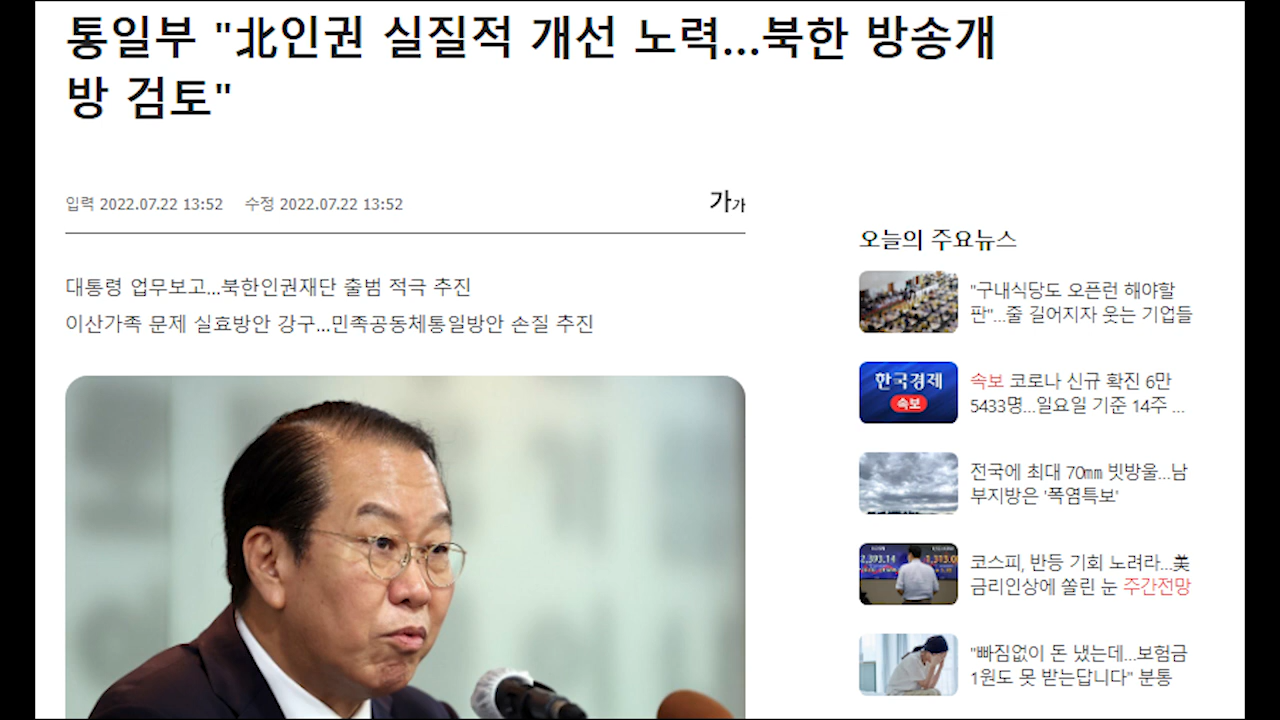 통일부 "北인권 실질적 개선 노력...북한 방송개
방 검토"
입력 2022.07.22 13:52 수정 2022.07.22 13:52
가가
대통령 업무보고...북한인권재단 출범 적극 추진
이산가족 문제 실효방안 강구...민족공동체통일방안 손질 추진
오늘의 주요뉴스
"구내식당도 오픈런 해야할
판"...줄 길어지자 웃는 기업들
한국경제
속보
속보 코로나 신규 확진 6만
5433명...일요일 기준 14주 ...
전국에 최대 70㎜ 빗방울...남
부지방은 '폭염특보'
2,393.14
코스피, 반등 기회 노려라...美
금리인상에 쏠린 눈 주간전망
"빠짐없이 돈 냈는데...보험금
1원도 못 받는답니다" 분통